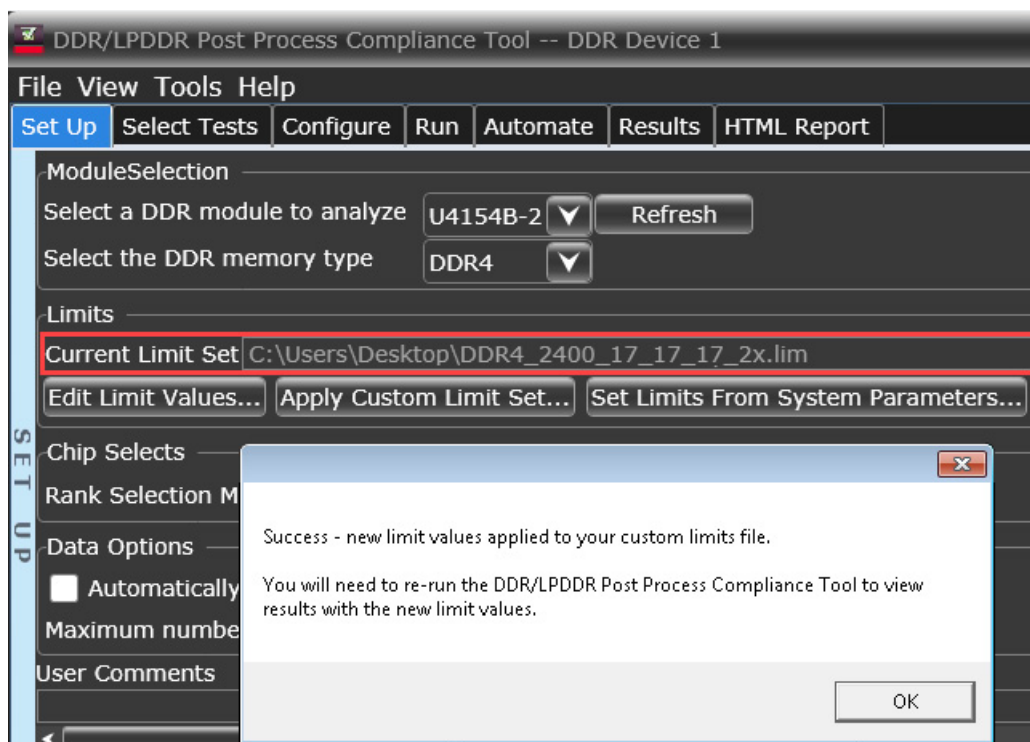 DDR/LPDDR Post Process Compliance Tool -- DDR Device 1
File View Tools Help
Set Up Select Tests Configure Run Automate Results HTML Report
ModuleSelection
Select a DDR module to analyze U4154B-2 Refresh
Select the DDR memory type DDR4
Limits
Current Limit Set C:\Users\Desktop\DDR4_2400_17_17_17_2x.lim
Edit Limit Values... Apply Custom Limit Set... Set Limits From System Parameters...
SET UP
Chip Selects
Rank Selection M
Data Options
Automatically
Maximum numbe
User Comments
Success - new limit values applied to your custom limits file.
You will need to re-run the DDR/LPDDR Post Process Compliance Tool to view
results with the new limit values.
OK